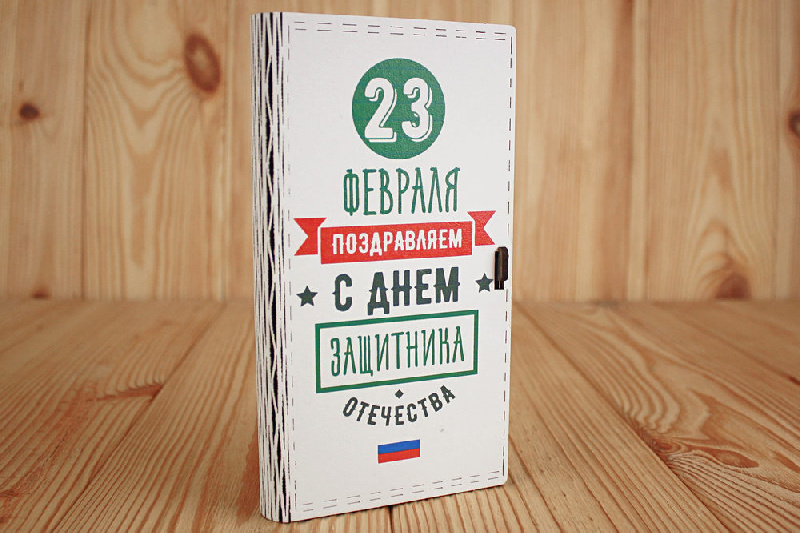 23
ФЕВРАЛЯ
ПОЗДРАВЛЯЕМ
С ДНЕМ
ЗАЩИТНИКА
ОТЕЧЕСТВА